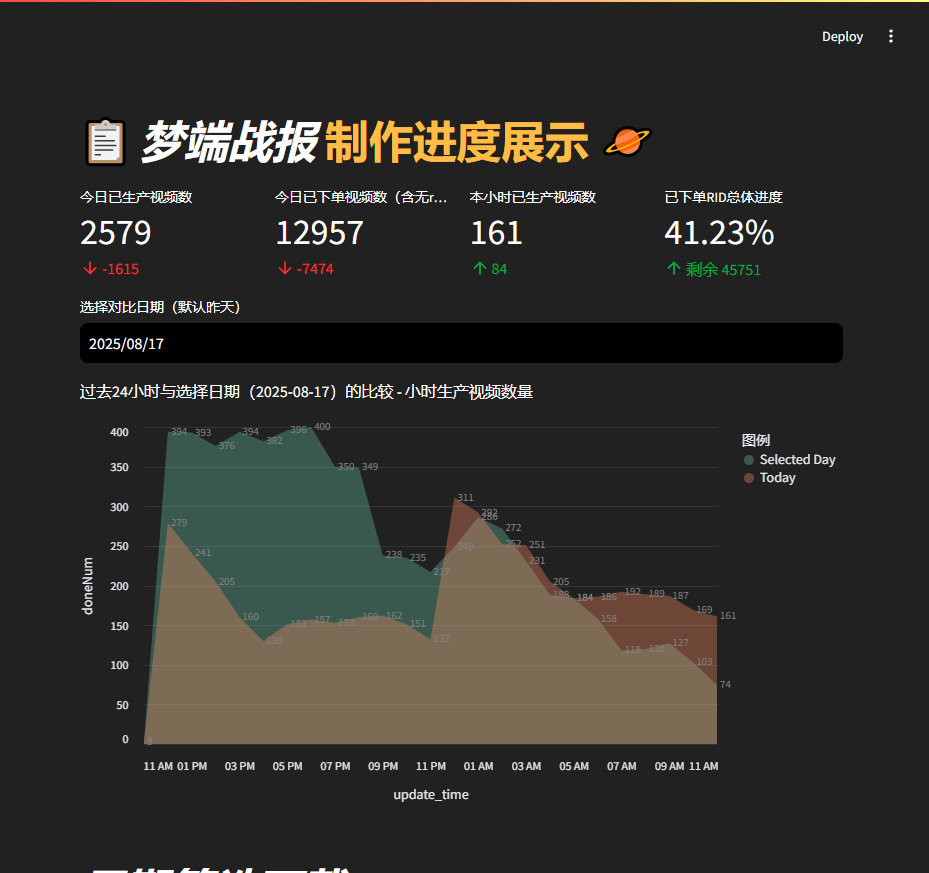 Deploy
梦端战报 制作进度展示
今日已生产视频数
2579
-1615
今日已下单视频数（含无r...
12957
-7474
本小时已生产视频数
161
84
已下单RID总体进度
41.23%
剩余 45751
选择对比日期（默认昨天）
2025/08/17
过去24小时与选择日期（2025-08-17）的比较 - 小时生产视频数量
图例
Selected Day
Today
doneNum
400
350
300
250
200
150
100
50
0
394 393 376 394 382 396 400 350 349 238 235 217 249 286 272 231 188 184 158 118 120 127 103 74
3 279 241 205 160 130 151 157 153 160 162 151 132 311 292 252 251 205 184 186 192 189 187 169 161
11 AM 01 PM 03 PM 05 PM 07 PM 09 PM 11 PM 01 AM 03 AM 05 AM 07 AM 09 AM 11 AM
update_time